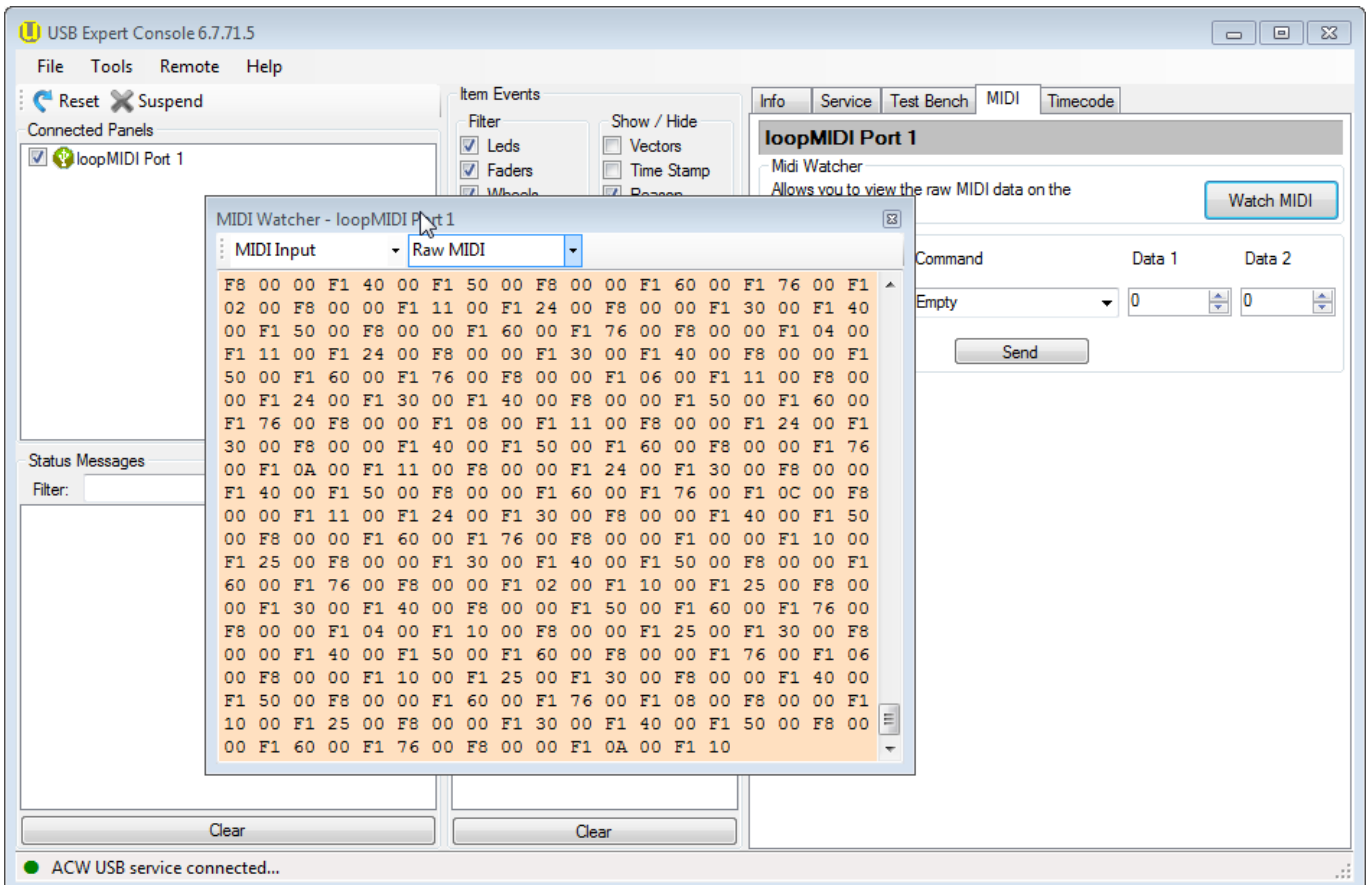 USB Expert Console 6.7.71.5
File Tools Remote Help
Reset Suspend
Connected Panels
loopMIDI Port 1
Item Events
Filter
Leds
Faders
Wheels
Show / Hide
Vectors
Time Stamp
Reason
Info Service Test Bench MIDI Timecode
loopMIDI Port 1
Midi Watcher
Allows you to view the raw MIDI data on the
Watch MIDI
Command Data 1 Data 2
Empty 0 0
Send
MIDI Watcher - loopMIDI Port 1
MIDI Input Raw MIDI
F8 00 00 F1 40 00 F1 50 00 F8 00 00 F1 60 00 F1 76 00 F1
02 00 F8 00 00 F1 11 00 F1 24 00 F8 00 00 F1 30 00 F1 40
00 F1 50 00 F8 00 00 F1 60 00 F1 76 00 F8 00 00 F1 04 00
F1 11 00 F1 24 00 F8 00 00 F1 30 00 F1 40 00 F8 00 00 F1
50 00 F1 60 00 F1 76 00 F8 00 00 F1 06 00 F1 11 00 F8 00
00 F1 24 00 F1 30 00 F1 40 00 F8 00 00 F1 50 00 F1 60 00
F1 76 00 F8 00 00 F1 08 00 F1 11 00 F8 00 00 F1 24 00 F1
30 00 F8 00 00 F1 40 00 F1 50 00 F1 60 00 F8 00 00 F1 76
00 F1 0A 00 F1 11 00 F8 00 00 F1 24 00 F1 30 00 F8 00 00
F1 40 00 F1 50 00 F8 00 00 F1 60 00 F1 76 00 F1 0C 00 F8
00 00 F1 11 00 F1 24 00 F1 30 00 F8 00 00 F1 40 00 F1 50
00 F8 00 00 F1 60 00 F1 76 00 F8 00 00 F1 00 00 F1 10 00
F1 25 00 F8 00 00 F1 30 00 F1 40 00 F1 50 00 F8 00 00 F1
60 00 F1 76 00 F8 00 00 F1 02 00 F1 10 00 F1 25 00 F8 00
00 F1 30 00 F1 40 00 F8 00 00 F1 50 00 F1 60 00 F1 76 00
F8 00 00 F1 04 00 F1 10 00 F8 00 00 F1 25 00 F1 30 00 F8
00 00 F1 40 00 F1 50 00 F1 60 00 F8 00 00 F1 76 00 F1 06
00 F8 00 00 F1 10 00 F1 25 00 F1 30 00 F8 00 00 F1 40 00
F1 50 00 F8 00 00 F1 60 00 F1 76 00 F1 08 00 F8 00 00 F1
10 00 F1 25 00 F8 00 00 F1 30 00 F1 40 00 F1 50 00 F8 00
00 F1 60 00 F1 76 00 F8 00 00 F1 0A 00 F1 10
Status Messages
Filter:
Clear Clear
ACW USB service connected...